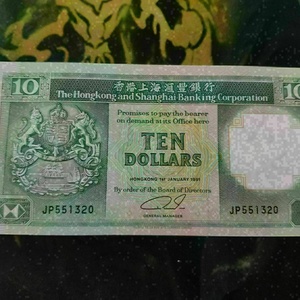 10 香港上海滙豐銀行 10
The Hongkong and Shanghai Banking Corporation
Promises to pay the bearer
on demand at its Office here
TEN
DOLLARS
HONGKONG 1ST JANUARY 1991
By order of the Board of Directors
JP551320 JP551320
GENERAL MANAGER